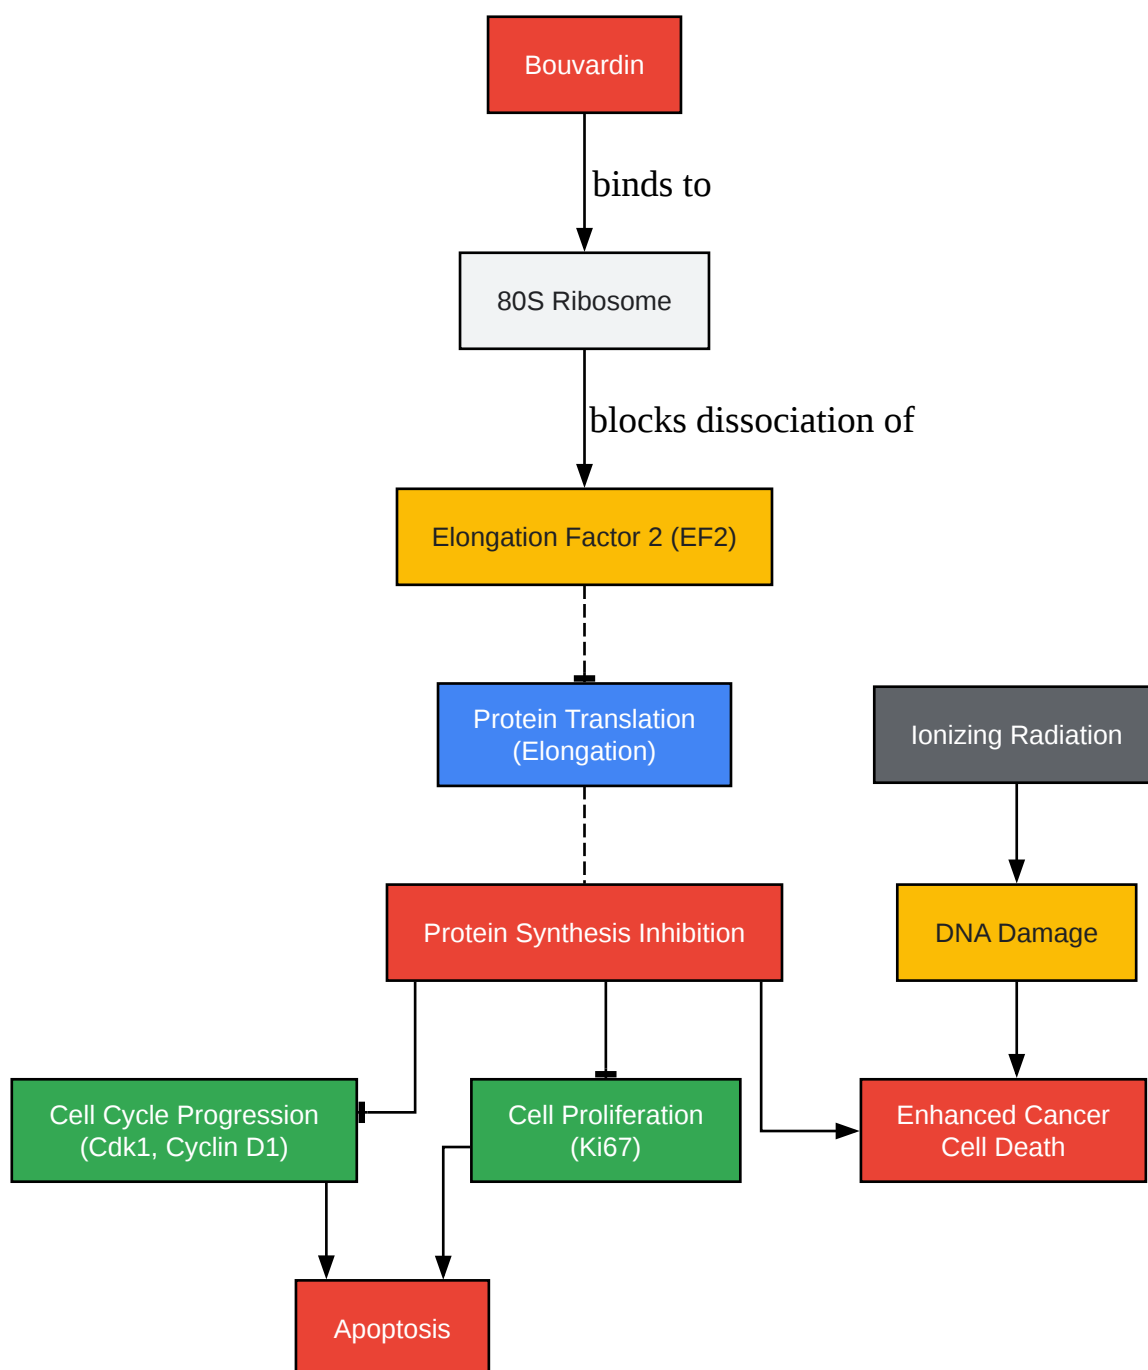 Bouvardin
binds to
80S Ribosome
blocks dissociation of
Elongation Factor 2 (EF2)
Protein Translation
(Elongation)
Ionizing Radiation
Protein Synthesis Inhibition
DNA Damage
Cell Cycle Progression
(Cdk1, Cyclin D1)
Cell Proliferation
(Ki67)
Enhanced Cancer
Cell Death
Apoptosis